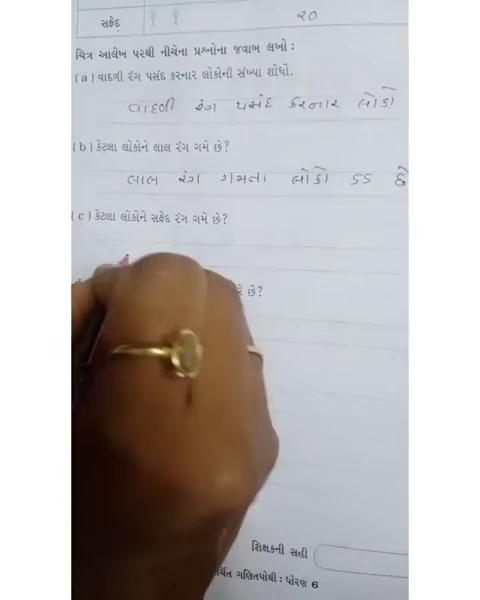 સફેદ ૨૦
ચિત્ર આલેખ પરથી નીચેના પ્રશ્નોના જવાબ લખો :
(a) વાદળી રંગ પસંદ કરનાર લોકોની સંખ્યા શોધો.
વાદળી રંગ પસંદ કરનાર લોકો
(b) કેટલા લોકોને લાલ રંગ ગમે છે?
લાલ રંગ ગમતા લોકો ૬૬ છે
(c) કેટલા લોકોને સફેદ રંગ ગમે છે?
છે?
શિક્ષકની સહી
ગણિતપોથી : ધોરણ 6